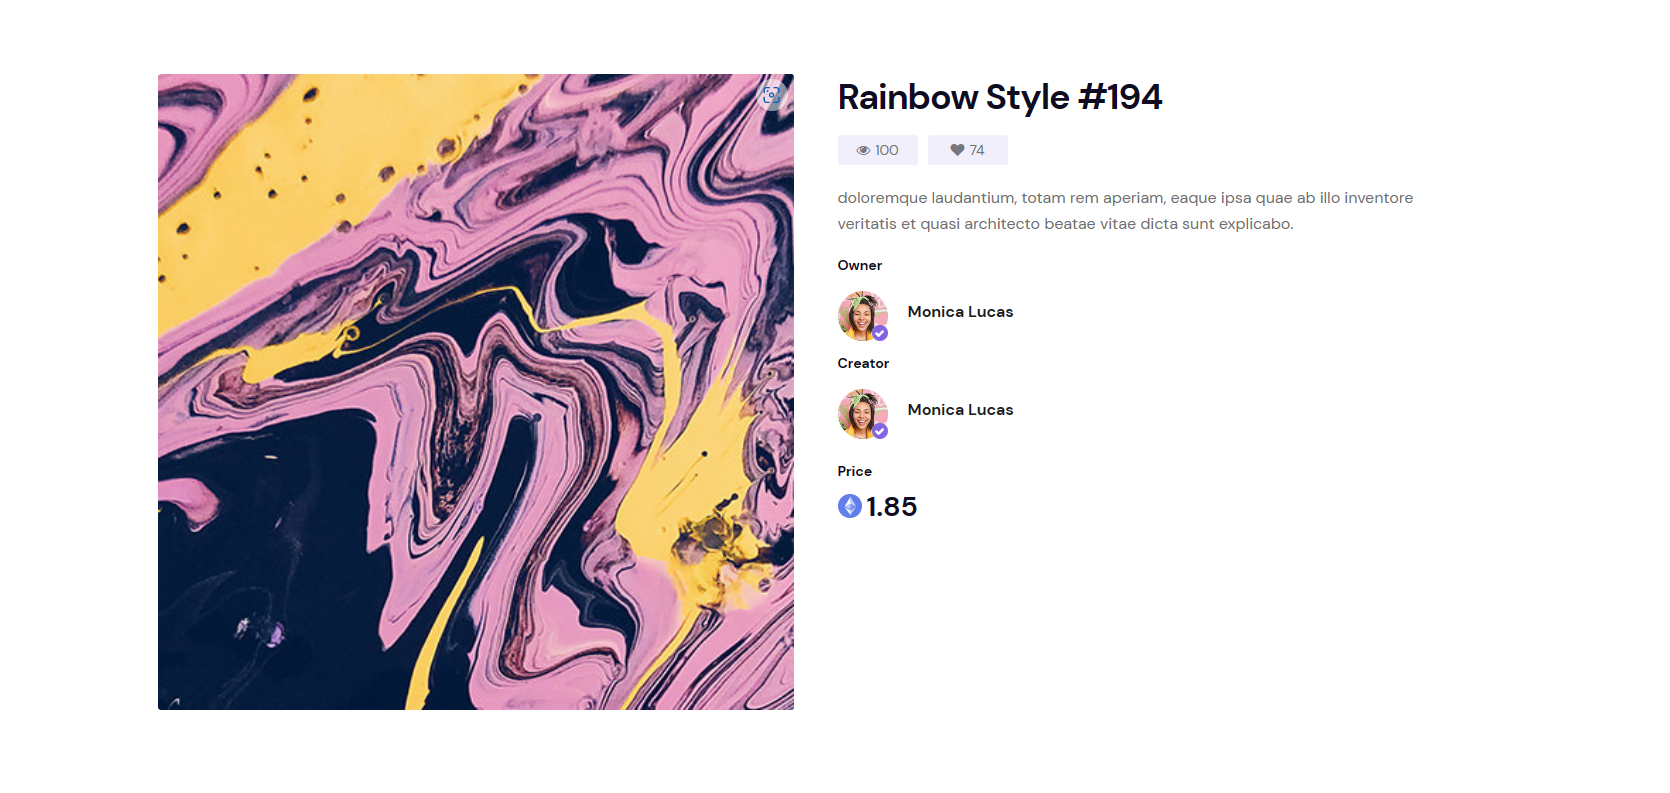 Rainbow Style #194
100 74
doloremque laudantium, totam rem aperiam, eaque ipsa quae ab illo inventore
veritatis et quasi architecto beatae vitae dicta sunt explicabo.
Owner
Monica Lucas
Creator
Monica Lucas
Price
1.85